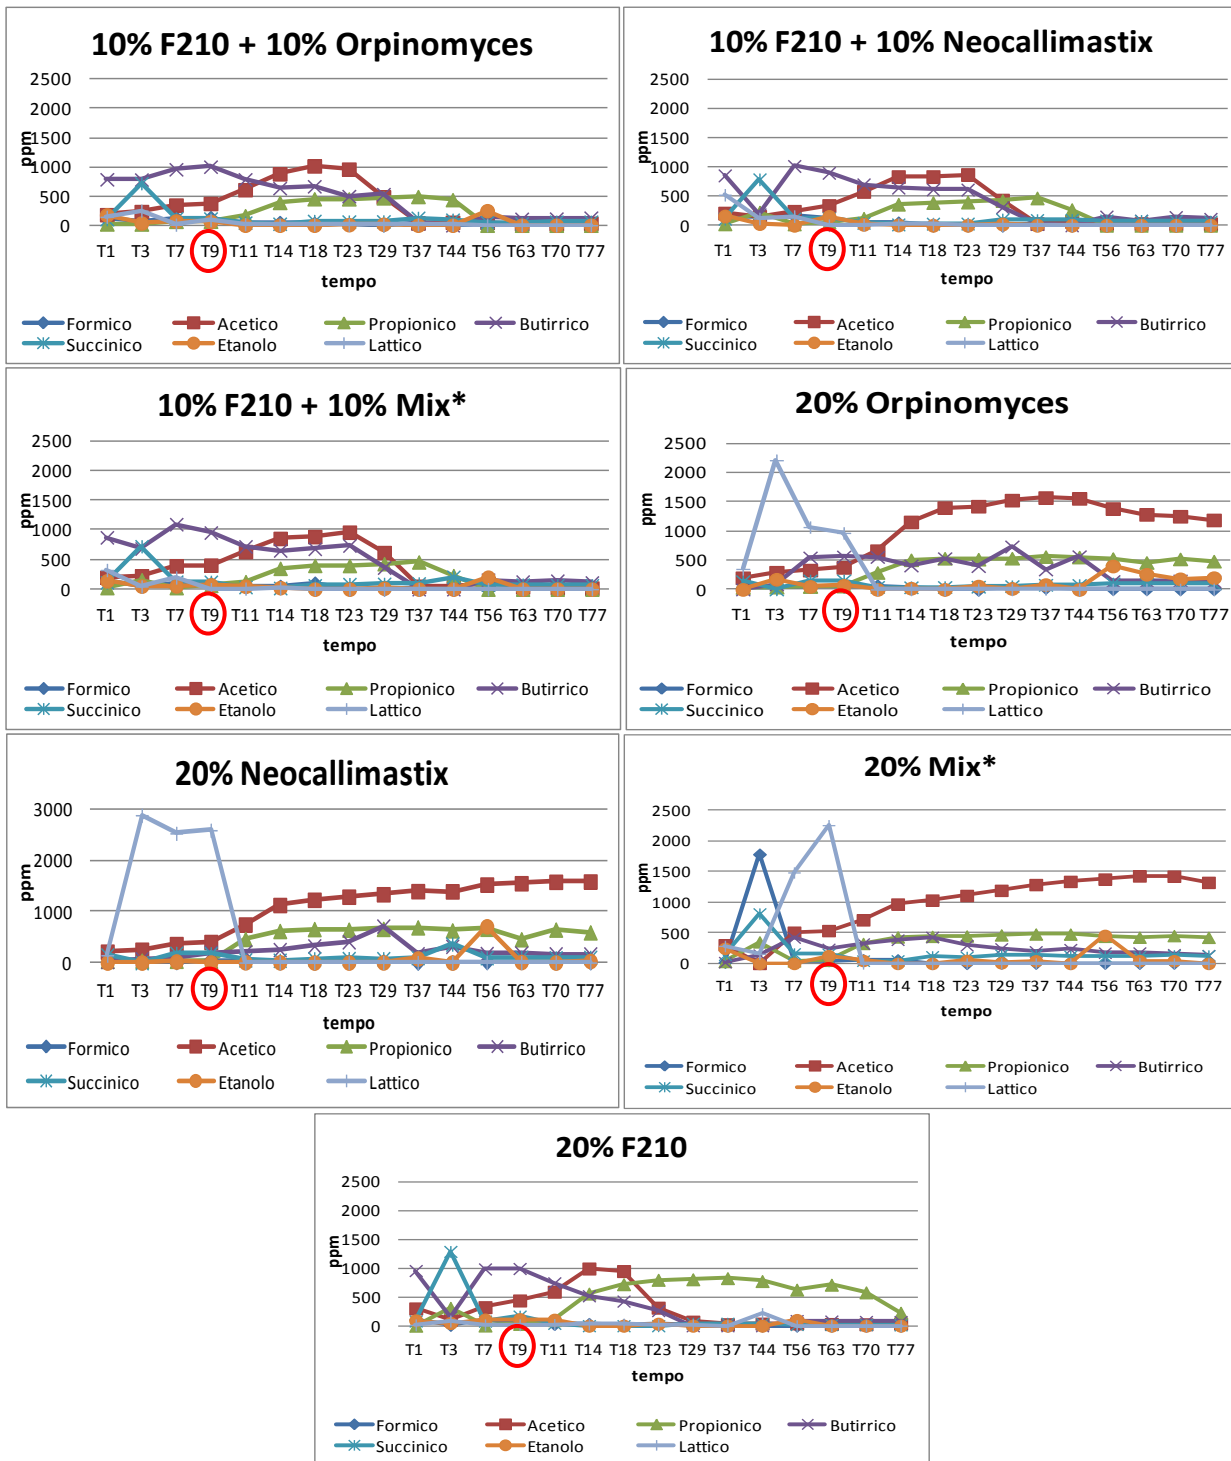 10% F210 + 10% Orpinomyces
2500
2000
1500
1000
500
0
ppm
T1 T3 T7 T9 T11 T14 T18 T23 T29 T37 T44 T56 T63 T70 T77
tempo
Formico Acetico Propionico Butirrico
Succinico Etanolo Lattico
10% F210 + 10% Neocallimastix
2500
2000
1500
1000
500
0
ppm
T1 T3 T7 T9 T11 T14 T18 T23 T29 T37 T44 T56 T63 T70 T77
tempo
Formico Acetico Propionico Butirrico
Succinico Etanolo Lattico
10% F210 + 10% Mix*
2500
2000
1500
1000
500
0
ppm
T1 T3 T7 T9 T11 T14 T18 T23 T29 T37 T44 T56 T63 T70 T77
tempo
Formico Acetico Propionico Butirrico
Succinico Etanolo Lattico
20% Orpinomyces
2500
2000
1500
1000
500
0
ppm
T1 T3 T7 T9 T11 T14 T18 T23 T29 T37 T44 T56 T63 T70 T77
tempo
Formico Acetico Propionico Butirrico
Succinico Etanolo Lattico
20% Neocallimastix
3000
2000
1000
0
ppm
T1 T3 T7 T9 T11 T14 T18 T23 T29 T37 T44 T56 T63 T70 T77
tempo
Formico Acetico Propionico Butirrico
Succinico Etanolo Lattico
20% Mix*
2500
2000
1500
1000
500
0
ppm
T1 T3 T7 T9 T11 T14 T18 T23 T29 T37 T44 T56 T63 T70 T77
tempo
Formico Acetico Propionico Butirrico
Succinico Etanolo Lattico
20% F210
2500
2000
1500
1000
500
0
ppm
T1 T3 T7 T9 T11 T14 T18 T23 T29 T37 T44 T56 T63 T70 T77
tempo
Formico Acetico Propionico Butirrico
Succinico Etanolo Lattico